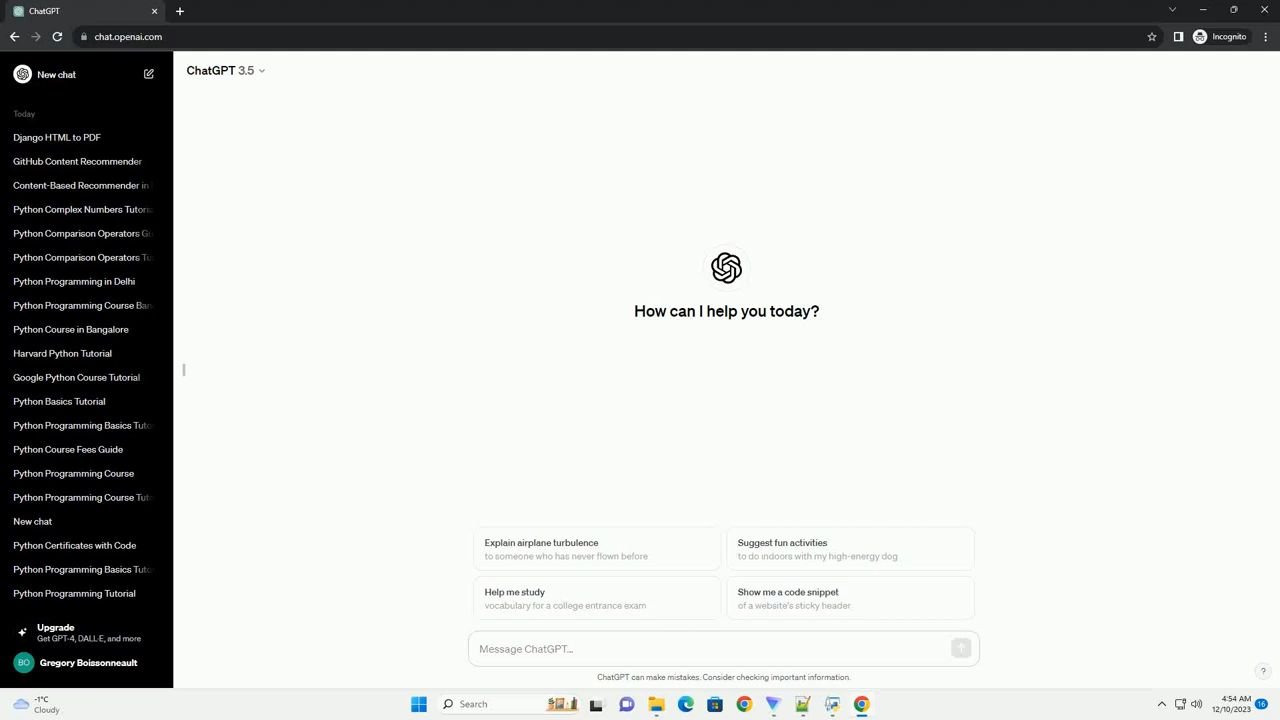 ChatGPT
chat.openai.com
Incognito
New chat
ChatGPT 3.5
Today
Django HTML to PDF
GitHub Content Recommender
Content-Based Recommender in
Python Complex Numbers Tutoria
Python Comparison Operators Gu
Python Comparison Operators Tu
Python Programming in Delhi
Python Programming Course Ban
Python Course in Bangalore
Harvard Python Tutorial
Google Python Course Tutorial
Python Basics Tutorial
Python Programming Basics Tuto
Python Course Fees Guide
Python Programming Course
Python Programming Course Tuto
New chat
Python Certificates with Code
Python Programming Basics Tuto
Python Programming Tutorial
Upgrade
Get GPT-4, DALL·E, and more
BO Gregory Boissonneault
How can I help you today?
Explain airplane turbulence
to someone who has never flown before
Suggest fun activities
to do indoors with my high-energy dog
Help me study
vocabulary for a college entrance exam
Show me a code snippet
of a website's sticky header
Message ChatGPT...
ChatGPT can make mistakes. Consider checking important information.
?
-1°C
Cloudy
Search
4:54 AM
12/10/2023
16